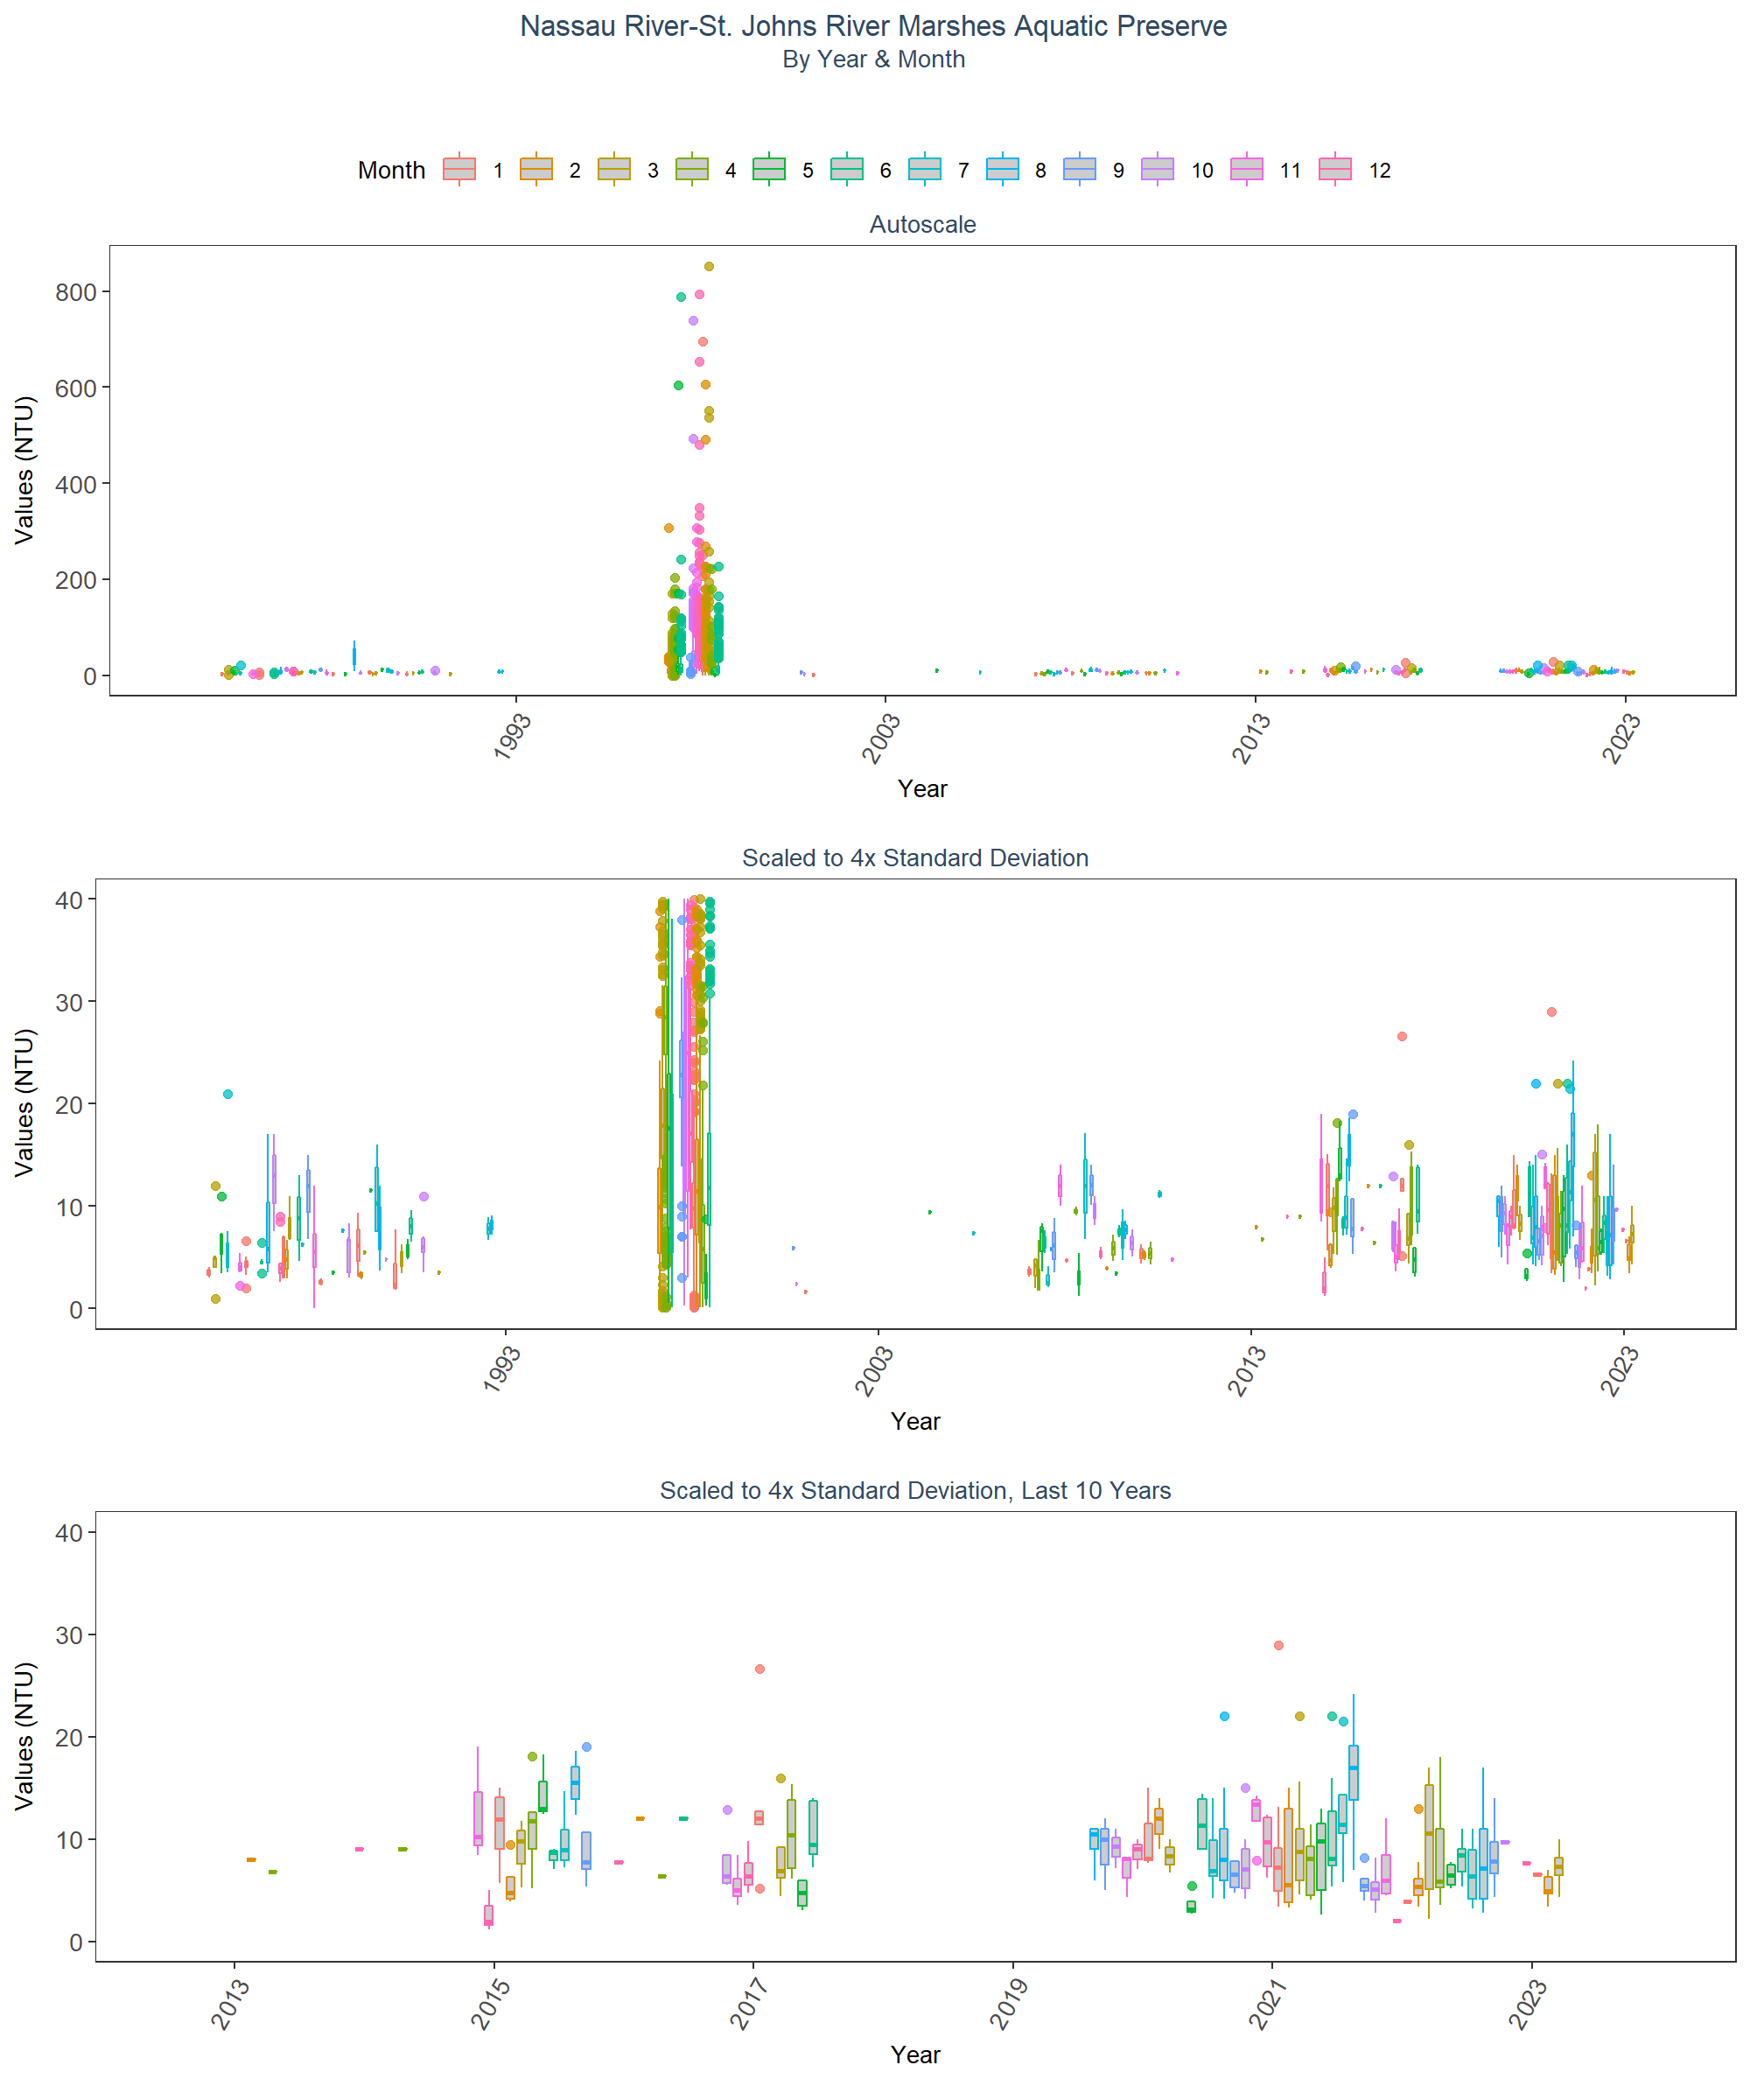 Nassau River-St. Johns River Marshes Aquatic Preserve
By Year & Month
Month 1 2 3 4 5 6 7 8 9 10 11 12
Autoscale
Values (NTU)
800
600
400
200
0
1993 2003 2013 2023
Year
Scaled to 4x Standard Deviation
Values (NTU)
40
30
20
10
0
1993 2003 2013 2023
Year
Scaled to 4x Standard Deviation, Last 10 Years
Values (NTU)
40
30
20
10
0
2013 2015 2017 2019 2021 2023
Year